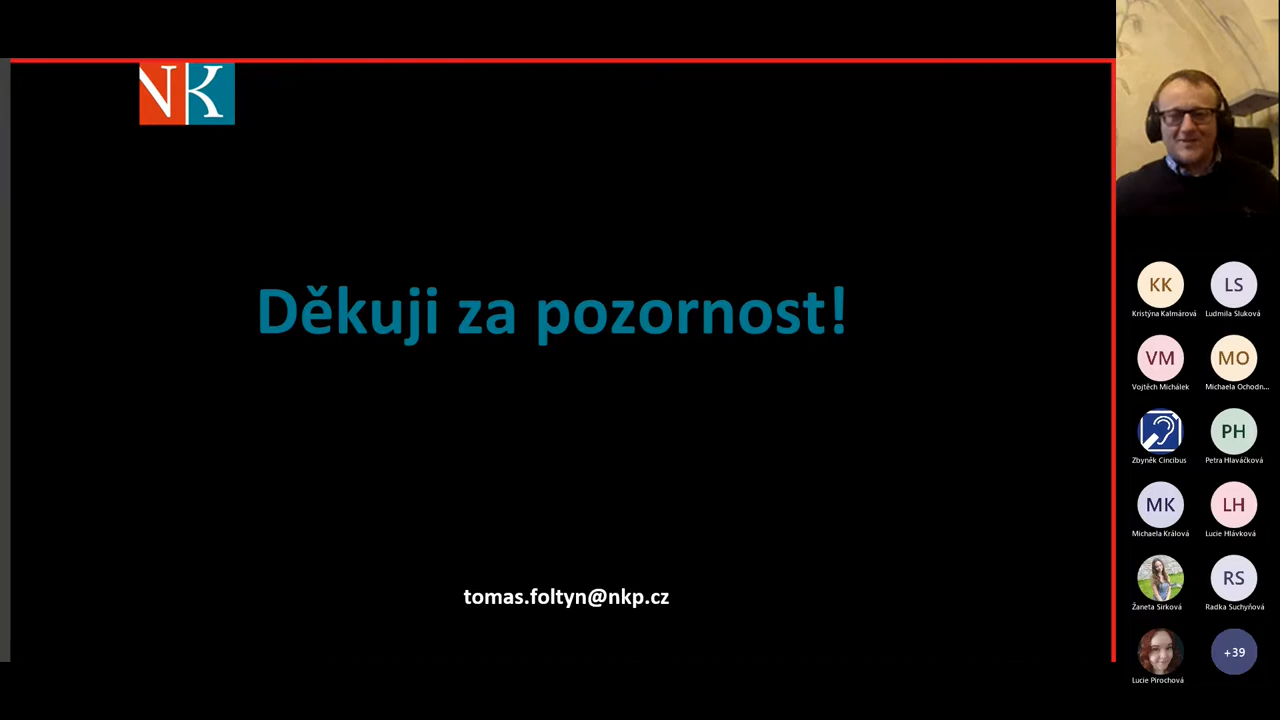 NK
Děkuji za pozornost!
tomas.foltyn@nkp.cz
KK
Kristýna Kalmárová
LS
Ludmila Sluková
VM
Vojtěch Michálek
MO
Michaela Ochodn...
Zbyněk Cincibus
PH
Petra Hlaváčková
MK
Michaela Králová
LH
Lucie Hlávková
Žaneta Sirková
RS
Radka Suchyňová
Lucie Pirochová
+39